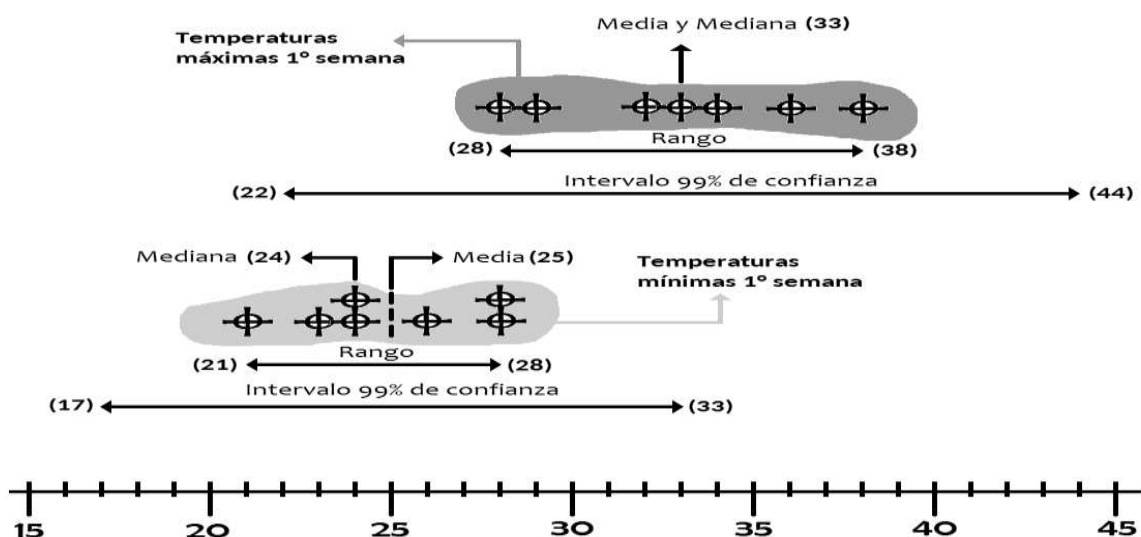 Media y Mediana (33)
Temperaturas
máximas 1º semana
Rango
(28) (38)
Intervalo 99% de confianza
(22) (44)
Mediana (24) Media (25)
Temperaturas
mínimas 1º semana
Rango
(21) (28)
Intervalo 99% de confianza
(17) (33)
15 20 25 30 35 40 45